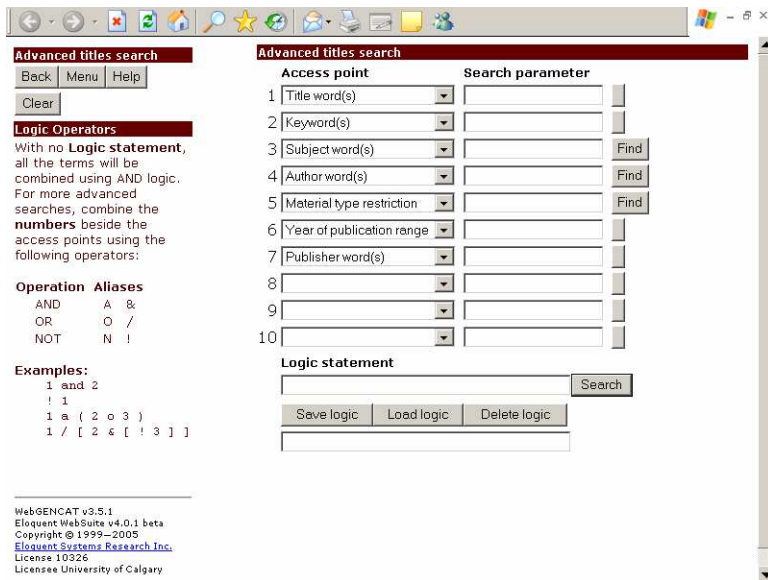 Advanced titles search
Back Menu Help
Clear
Logic Operators
With no Logic statement,
all the terms will be
combined using AND logic.
For more advanced
searches, combine the
numbers beside the
access points using the
following operators:
Operation Aliases
AND A &
OR O /
NOT N !
Examples:
1 and 2
! 1
1 a ( 2 o 3 )
1 / [ 2 & [ ! 3 ] ]
WebGENCAT v3.5.1
Eloquent WebSuite v4.0.1 beta
Copyright © 1999–2005
Eloquent Systems Research Inc.
License 10326
Licensee University of Calgary
Advanced titles search
Access point Search parameter
1 Title word(s)
2 Keyword(s)
3 Subject word(s) Find
4 Author word(s) Find
5 Material type restriction Find
6 Year of publication range
7 Publisher word(s)
8
9
10
Logic statement
Search
Save logic Load logic Delete logic